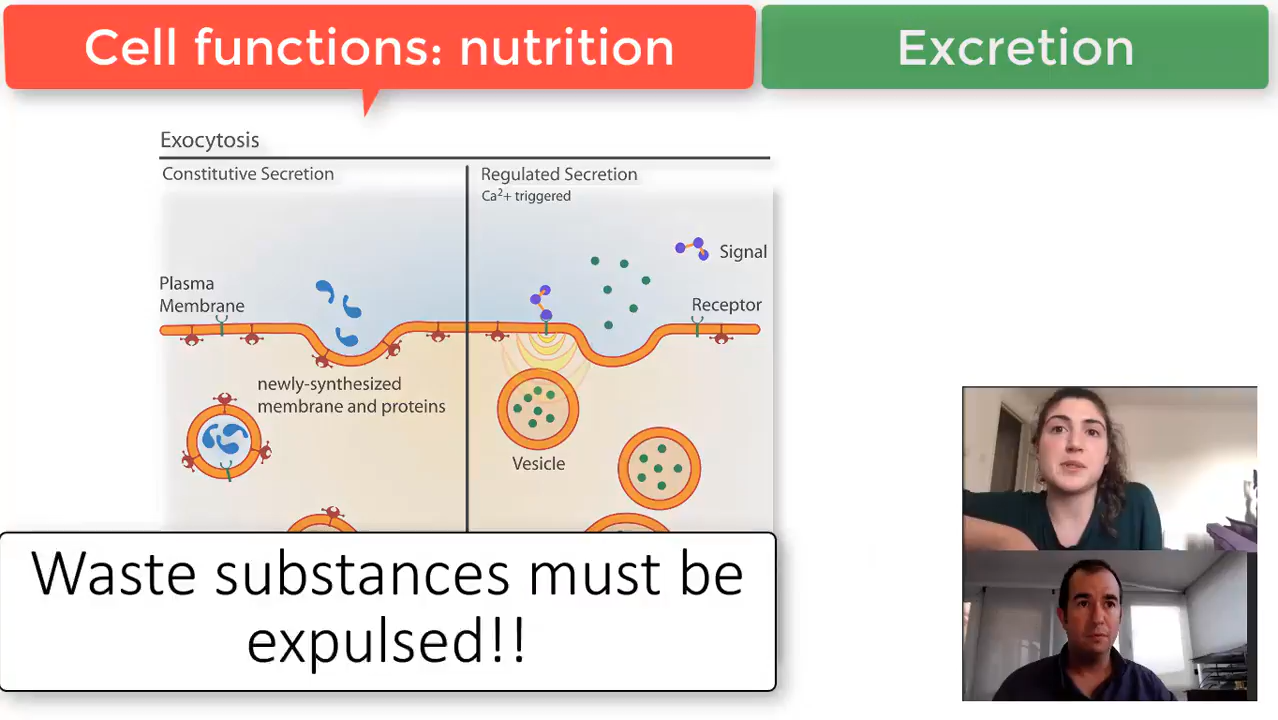 Cell functions: nutrition
Excretion
Exocytosis
Constitutive Secretion
Regulated Secretion
Ca²+ triggered
Signal
Plasma
Membrane
Receptor
newly-synthesized
membrane and proteins
Vesicle
Waste substances must be
expulsed!!